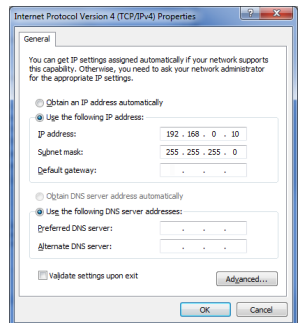 Internet Protocol Version 4 (TCP/IPv4) Properties
General
You can get IP settings assigned automatically if your network supports
this capability. Otherwise, you need to ask your network administrator
for the appropriate IP settings.
Obtain an IP address automatically
Use the following IP address:
IP address: 192 . 168 . 0 . 10
Subnet mask: 255 . 255 . 255 . 0
Default gateway: . . .
Obtain DNS server address automatically
Use the following DNS server addresses:
Preferred DNS server: . . .
Alternate DNS server: . . .
Validate settings upon exit
Advanced...
OK Cancel